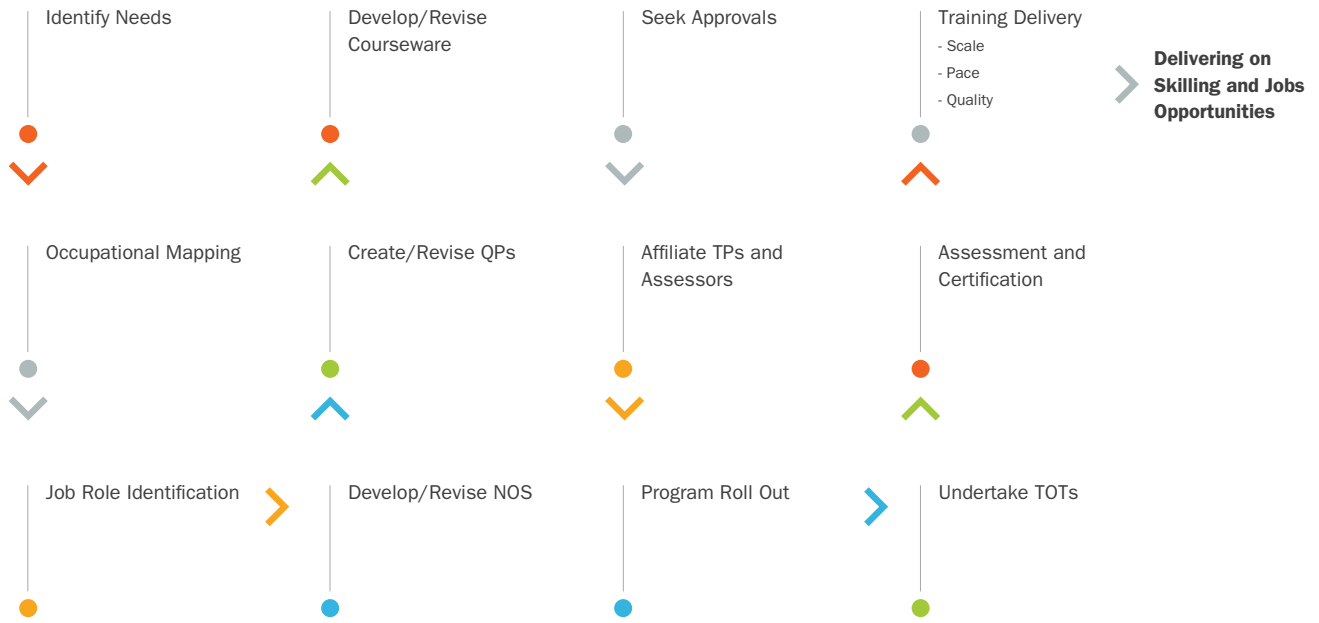 Identify Needs
Develop/Revise
Courseware
Seek Approvals
Training Delivery
- Scale
- Pace
- Quality
Delivering on
Skilling and Jobs
Opportunities
Occupational Mapping
Create/Revise QPs
Affiliate TPs and
Assessors
Assessment and
Certification
Job Role Identification
Develop/Revise NOS
Program Roll Out
Undertake TOTs